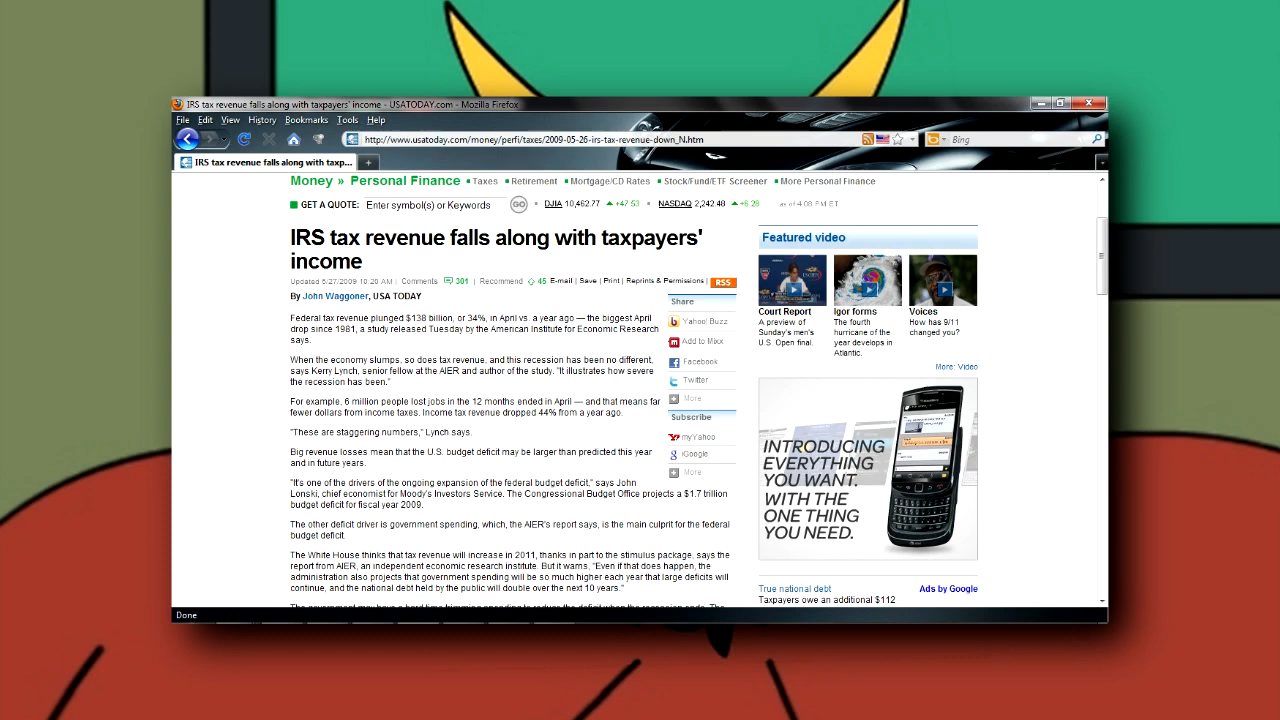 IRS tax revenue falls along with taxpayers' income - USATODAY.com - Mozilla Firefox
File Edit View History Bookmarks Tools Help
http://www.usatoday.com/money/perfi/taxes/2009-05-26-irs-tax-revenue-down_N.htm Bing
IRS tax revenue falls along with taxp...
Money » Personal Finance Taxes Retirement Mortgage/CD Rates Stock/Fund/ETF Screener More Personal Finance
GET A QUOTE: Enter symbol(s) or Keywords GO DJIA 10,462.77 +47.53 NASDAQ 2,242.48 +6.28 as of 4:08 PM ET
IRS tax revenue falls along with taxpayers'
income
Updated 5/27/2009 10:20 AM | Comments 301 | Recommend 45 E-mail | Save | Print | Reprints & Permissions | RSS
By John Waggoner, USA TODAY
Federal tax revenue plunged $138 billion, or 34%, in April vs. a year ago — the biggest April
drop since 1981, a study released Tuesday by the American Institute for Economic Research
says.
When the economy slumps, so does tax revenue, and this recession has been no different,
says Kerry Lynch, senior fellow at the AIER and author of the study. "It illustrates how severe
the recession has been."
For example, 6 million people lost jobs in the 12 months ended in April — and that means far
fewer dollars from income taxes. Income tax revenue dropped 44% from a year ago.
"These are staggering numbers," Lynch says.
Big revenue losses mean that the U.S. budget deficit may be larger than predicted this year
and in future years.
"It's one of the drivers of the ongoing expansion of the federal budget deficit," says John
Lonski, chief economist for Moody's Investors Service. The Congressional Budget Office projects a $1.7 trillion
budget deficit for fiscal year 2009.
The other deficit driver is government spending, which, the AIER's report says, is the main culprit for the federal
budget deficit.
The White House thinks that tax revenue will increase in 2011, thanks in part to the stimulus package, says the
report from AIER, an independent economic research institute. But it warns, "Even if that does happen, the
administration also projects that government spending will be so much higher each year that large deficits will
continue, and the national debt held by the public will double over the next 10 years."
Share
Yahoo! Buzz
Add to Mixx
Facebook
Twitter
More
Subscribe
myYahoo
iGoogle
More
Featured video
Court Report
A preview of
Sunday's men's
U.S. Open final.
Igor forms
The fourth
hurricane of the
year develops in
Atlantic.
Voices
How has 9/11
changed you?
More: Video
INTRODUCING
EVERYTHING
YOU WANT.
WITH THE
ONE THING
YOU NEED.
True national debt Ads by Google
Taxpayers owe an additional $112
Done